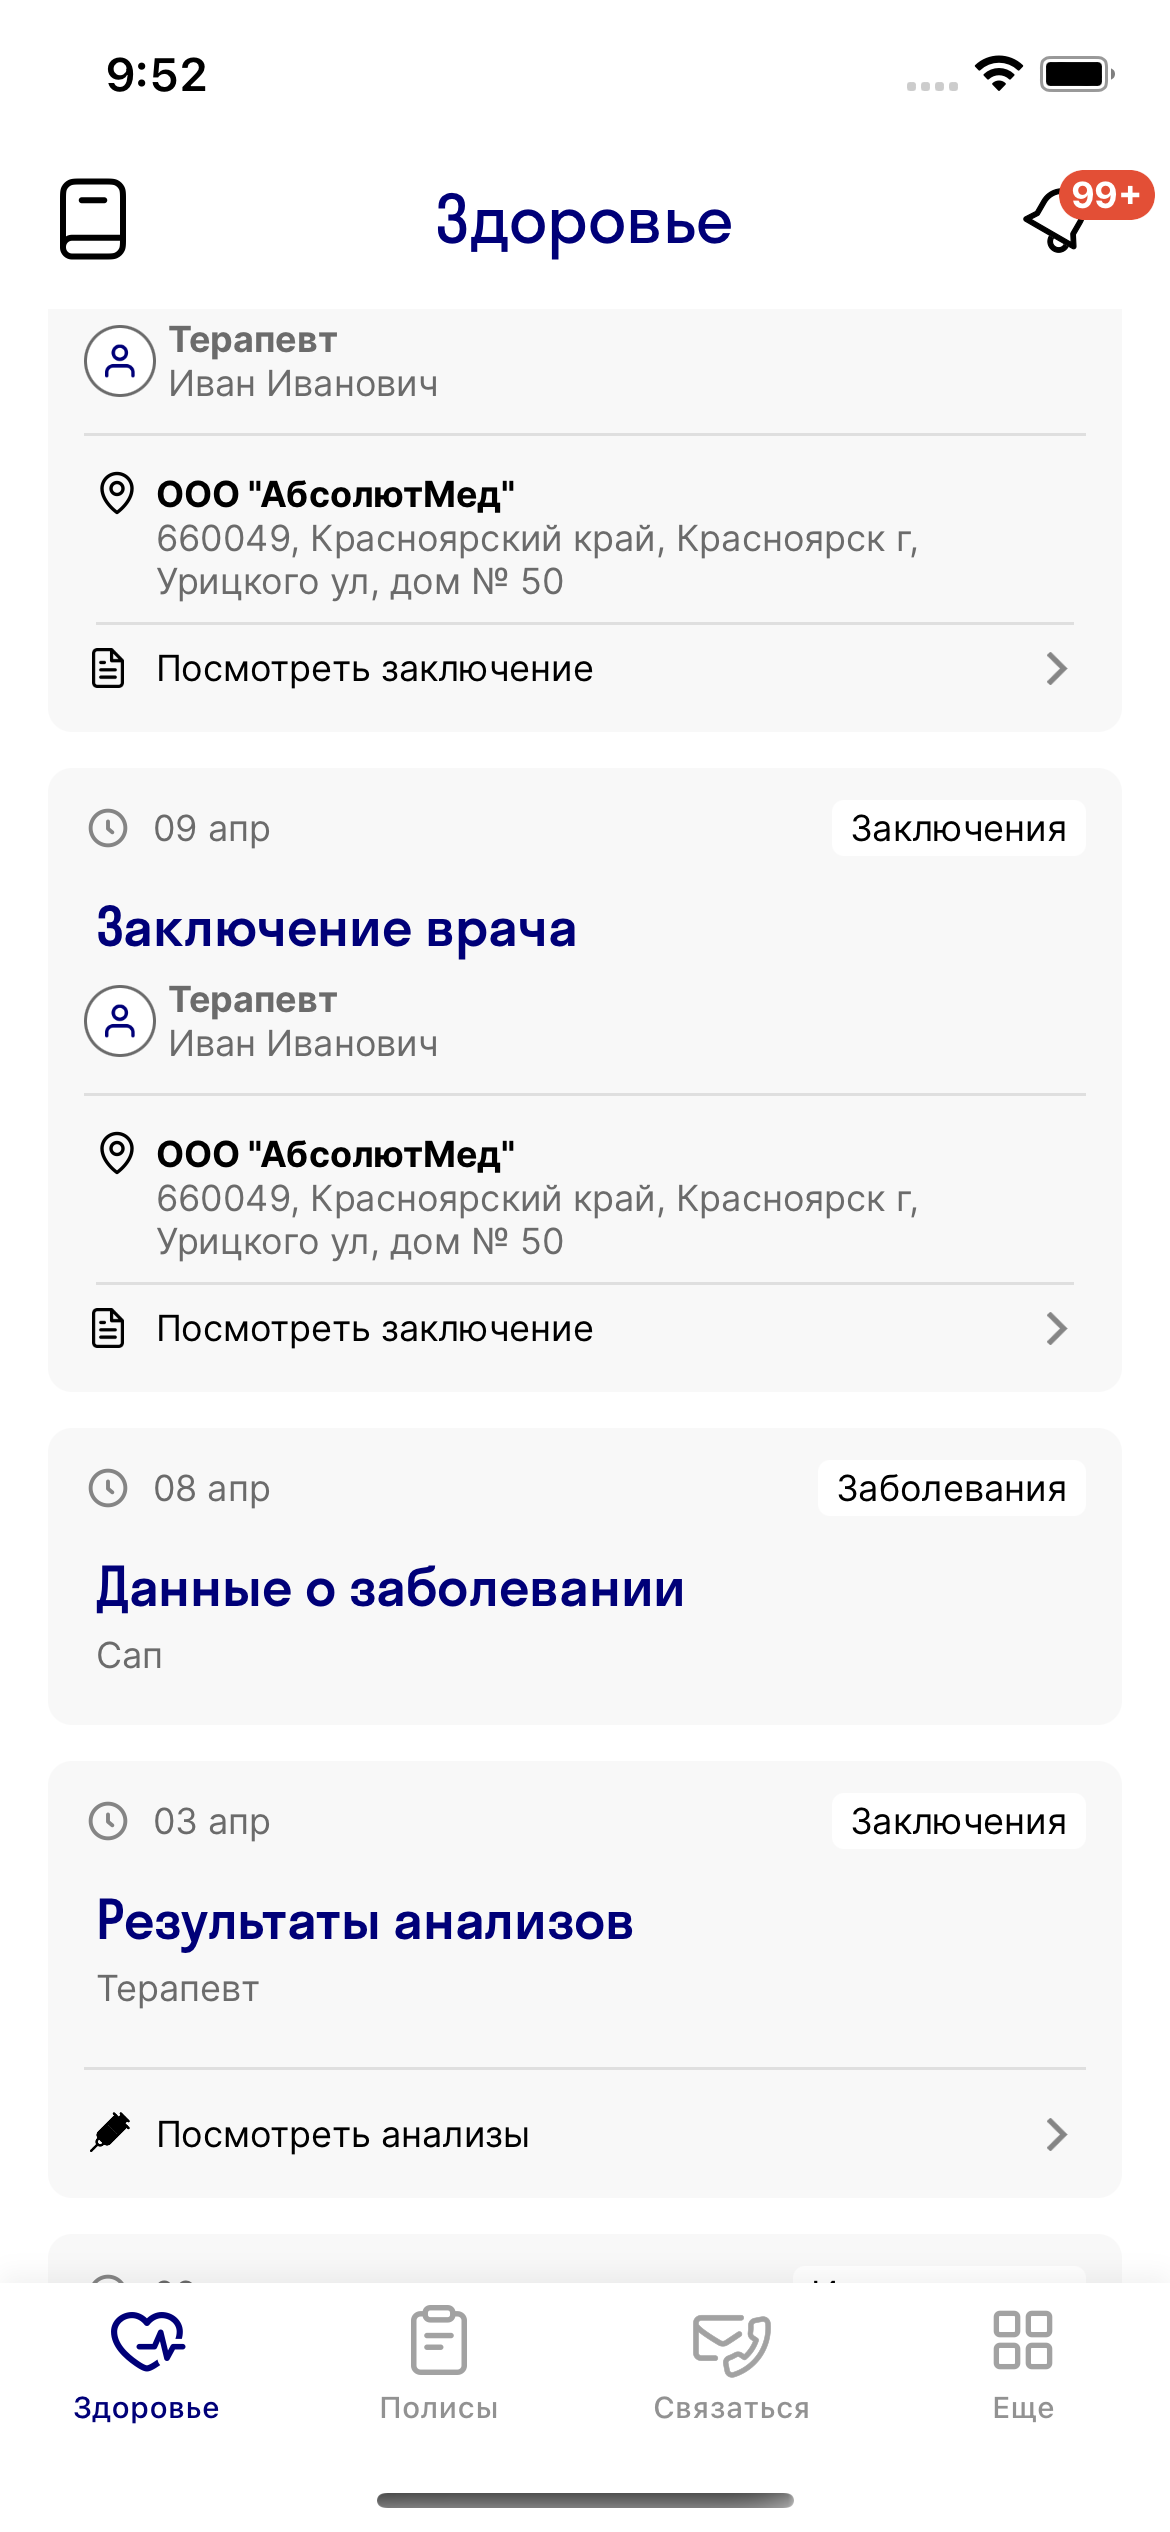 9:52
Здоровье
99+
Терапевт
Иван Иванович
ООО "АбсолютМед"
660049, Красноярский край, Красноярск г,
Урицкого ул, дом № 50
Посмотреть заключение
09 апр
Заключения
Заключение врача
Терапевт
Иван Иванович
ООО "АбсолютМед"
660049, Красноярский край, Красноярск г,
Урицкого ул, дом № 50
Посмотреть заключение
08 апр
Заболевания
Данные о заболевании
Сап
03 апр
Заключения
Результаты анализов
Терапевт
Посмотреть анализы
Здоровье
Полисы
Связаться
Еще